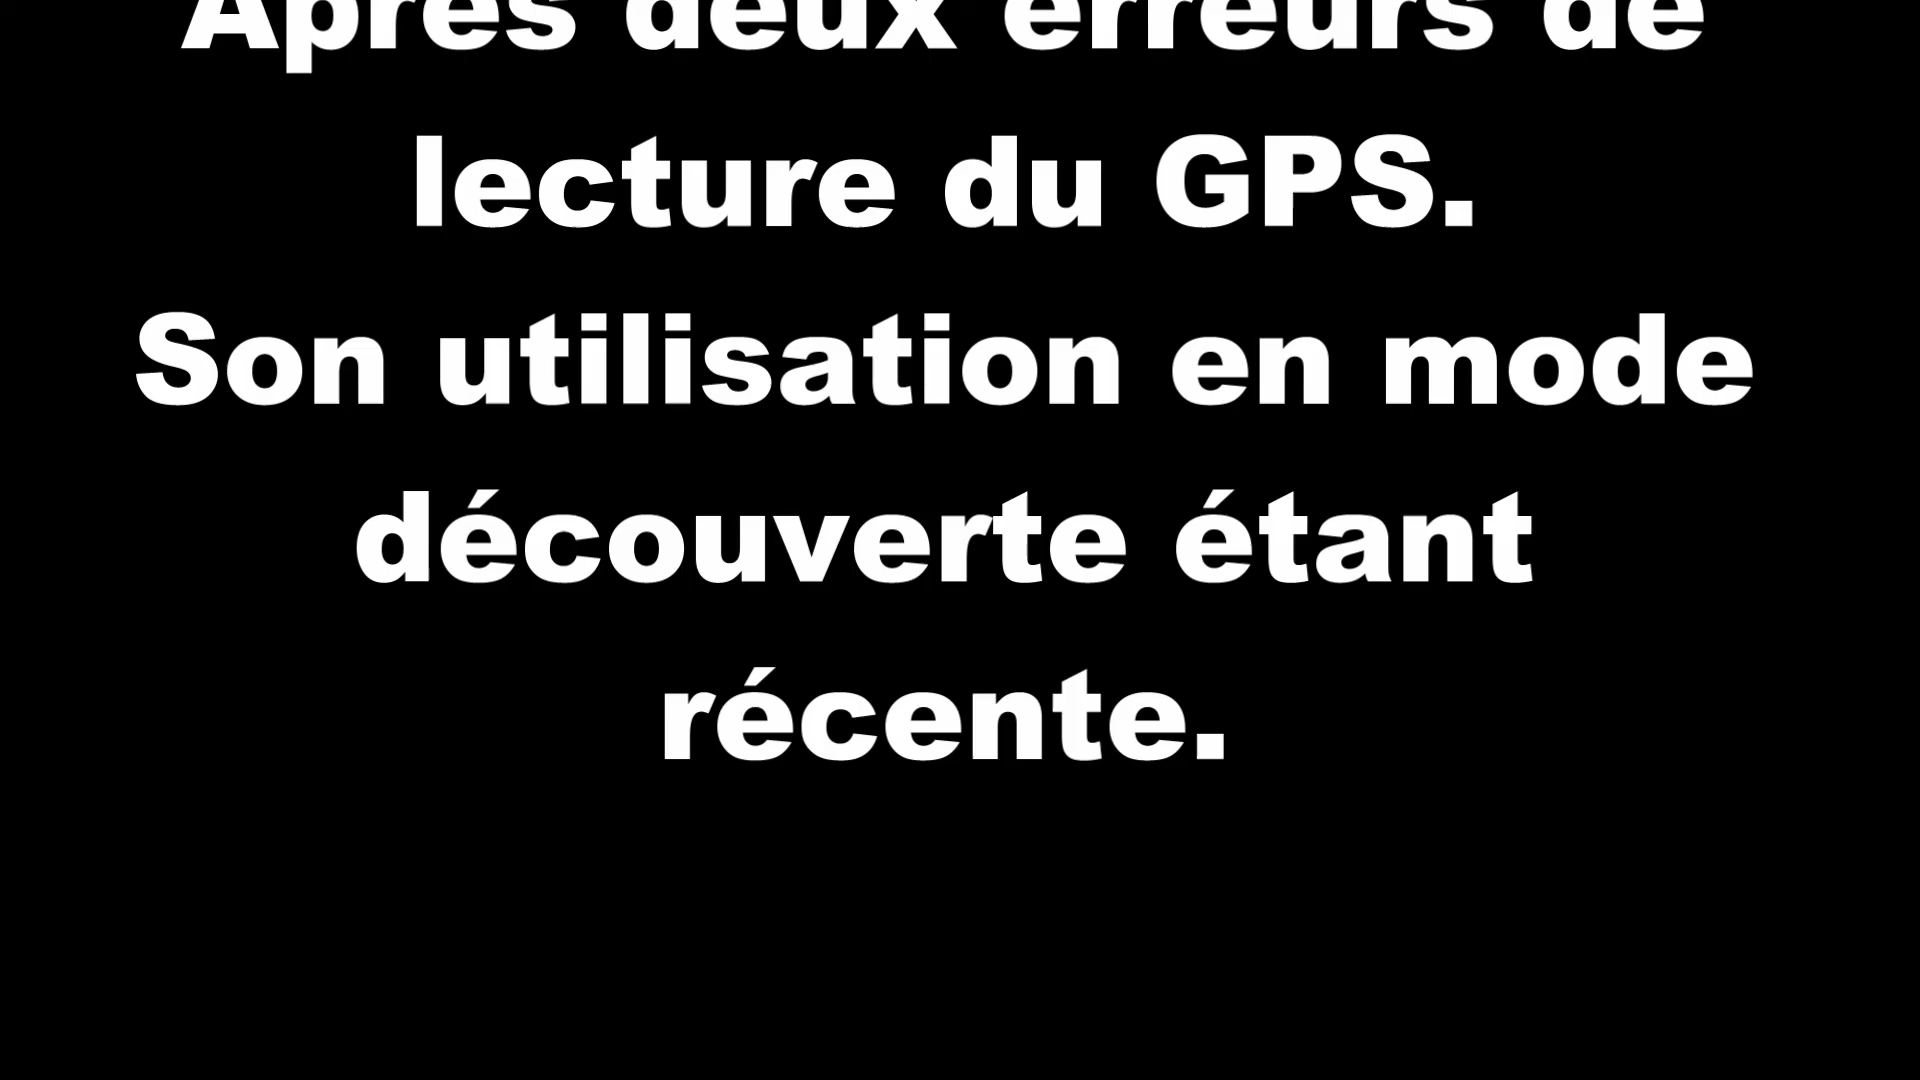 Après deux erreurs de
lecture du GPS.
Son utilisation en mode
découverte étant
récente.